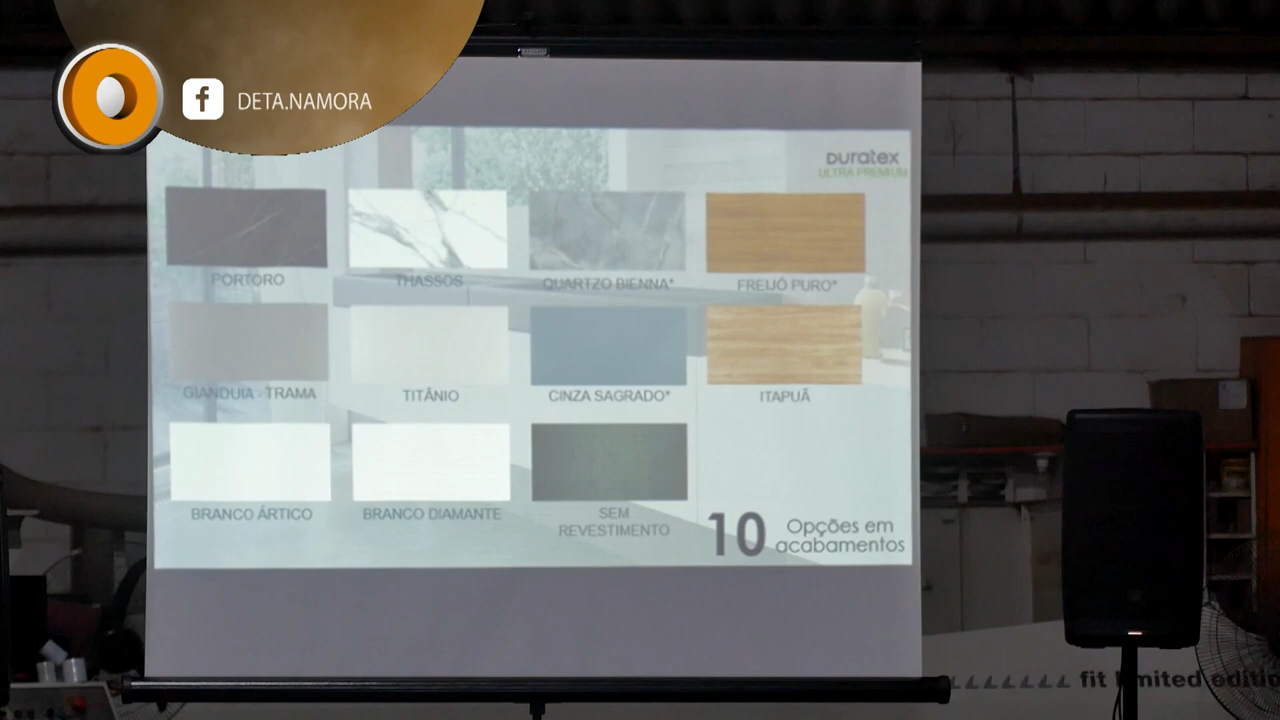 f DETA.NAMORA
Duratex
ULTRA PREMIUM
PORTORO
THASSOS
QUARTZO BIENNA*
FREIJÓ PURO*
GIANDUIA - TRAMA
TITÂNIO
CINZA SAGRADO*
ITAPUÃ
BRANCO ÁRTICO
BRANCO DIAMANTE
SEM
REVESTIMENTO
10 Opções em
acabamentos
fit limited editio